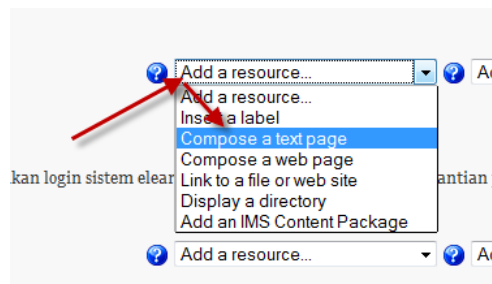 Add a resource...
Add a resource...
Insert a label
Compose a text page
Compose a web page
kan login sistem elear
Link to a file or web site
antian
Display a directory
Add an IMS Content Package
Add a resource...